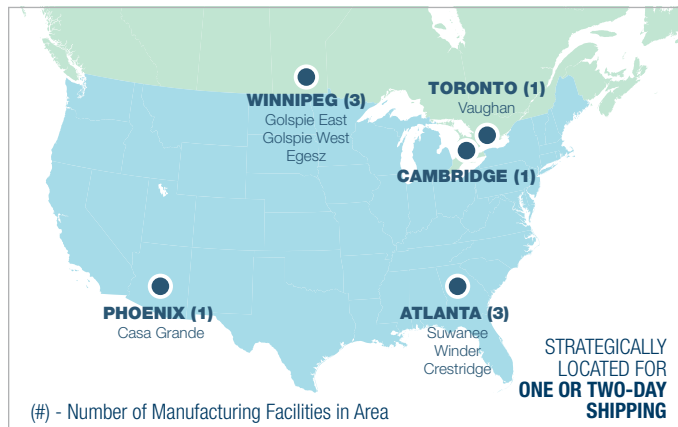 WINNIPEG (3)
Golspie East
Golspie West
Egesz
TORONTO (1)
Vaughan
CAMBRIDGE (1)
PHOENIX (1)
Casa Grande
ATLANTA (3)
Suwanee
Winder
Crestridge
STRATEGICALLY
LOCATED FOR
ONE OR TWO-DAY
SHIPPING
(#) - Number of Manufacturing Facilities in Area